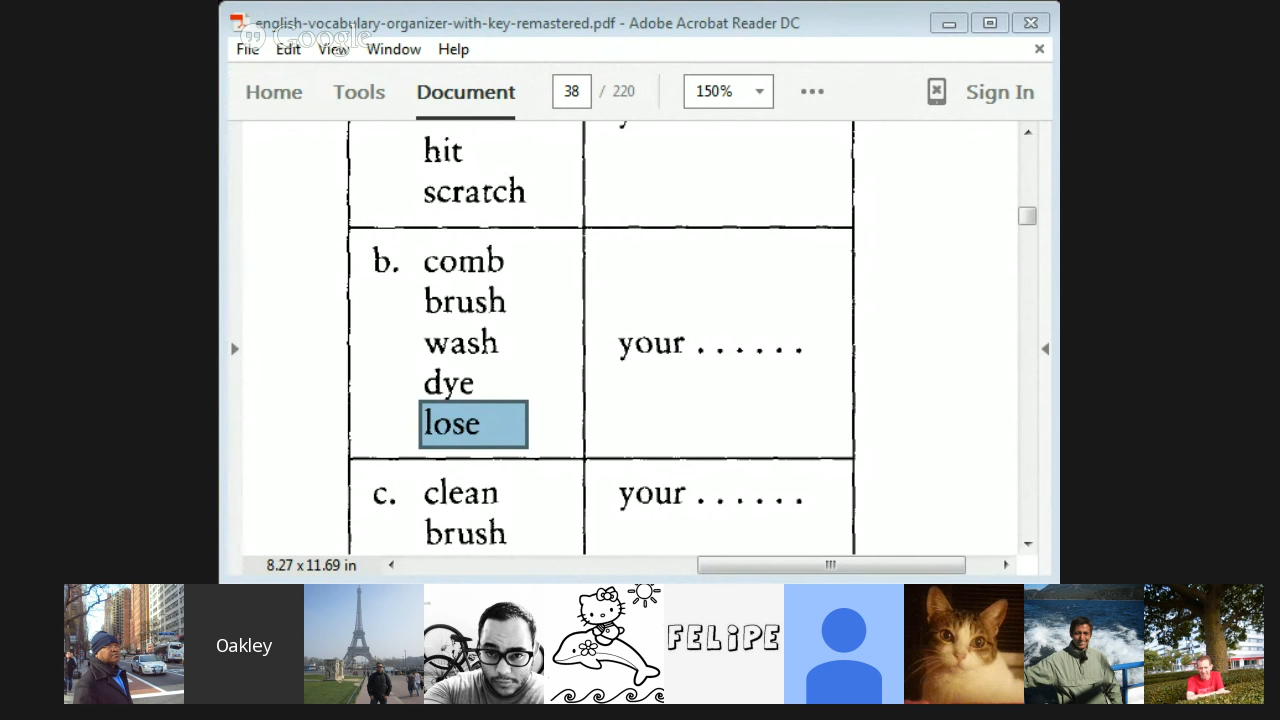 english-vocabulary-organizer-with-key-remastered.pdf - Adobe Acrobat Reader DC
Google
File Edit View Window Help
Home Tools Document 38 / 220 150% Sign In
hit
scratch
b. comb
brush
wash
your . . . . . .
dye
lose
c. clean
your . . . . . .
brush
8.27 x 11.69 in
Oakley
FELIPE